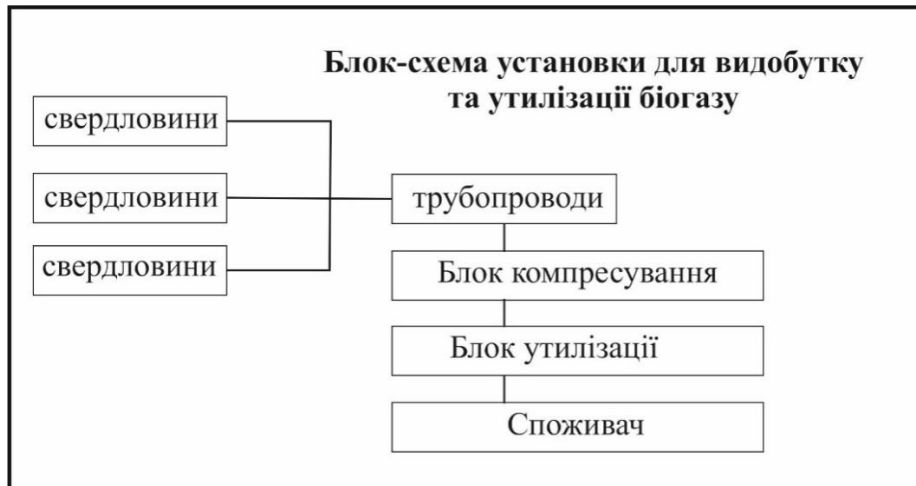 Блок-схема установки для видобутку
та утилізації біогазу
свердловини
свердловини
свердловини
трубопроводи
Блок компресування
Блок утилізації
Споживач